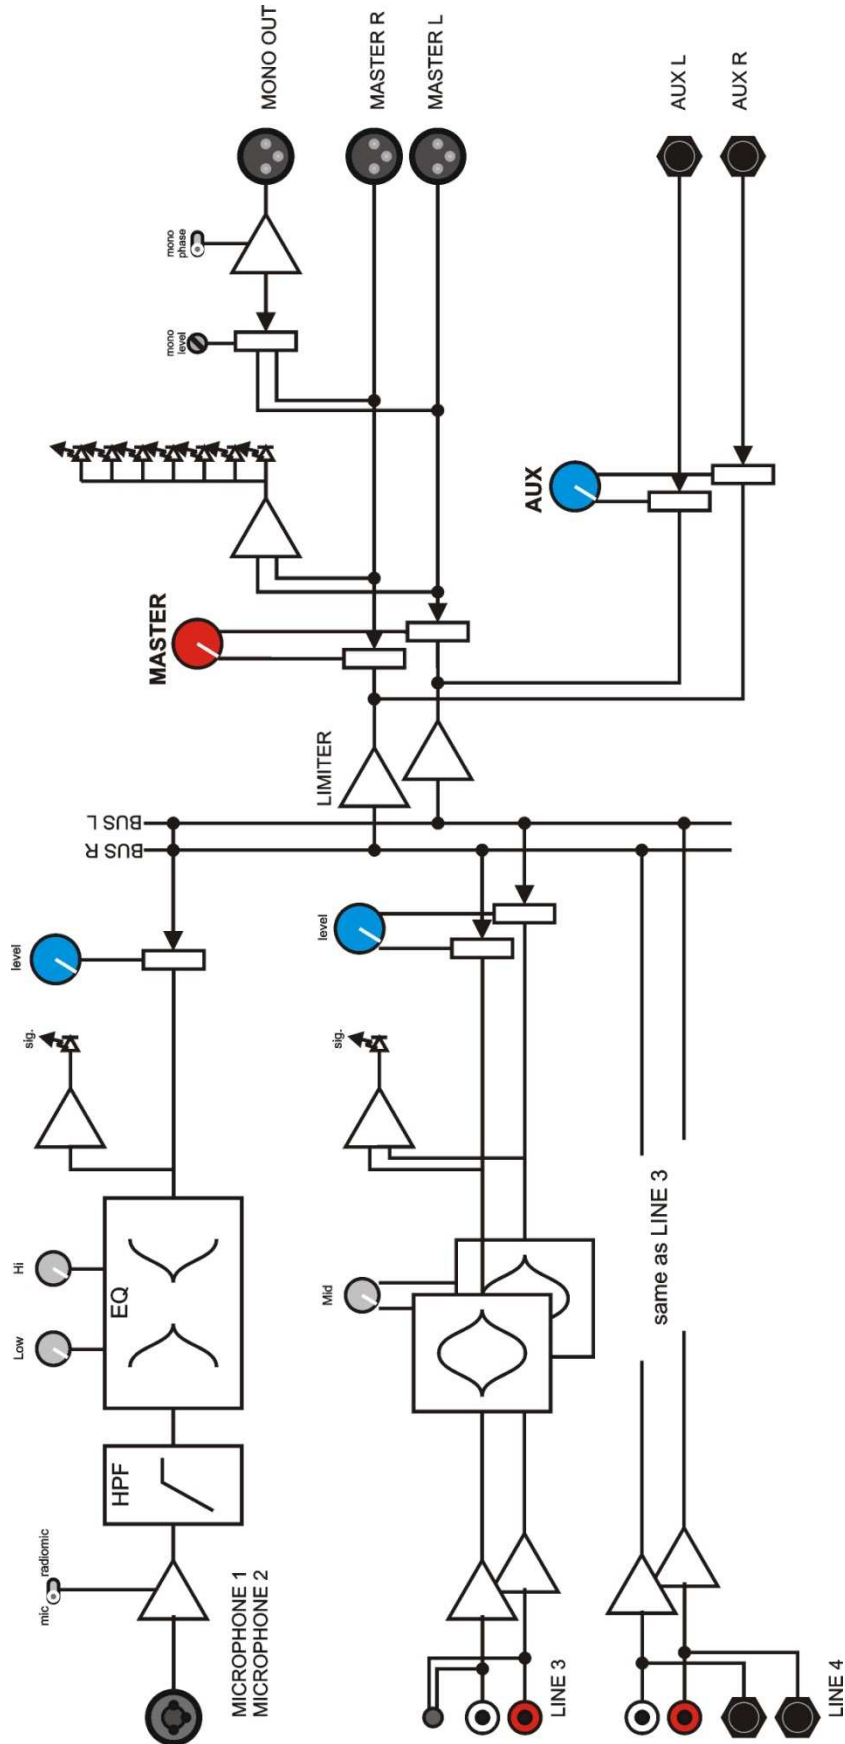 mic radiomic
MICROPHONE 1
MICROPHONE 2
HPF
EQ
Low
Hi
sig.
level
BUS R
BUS L
LIMITER
MASTER
mono
level
mono
phase
MONO OUT
MASTER R
MASTER L
LINE 3
Mid
sig.
level
AUX
AUX L
AUX R
LINE 4
same as LINE 3